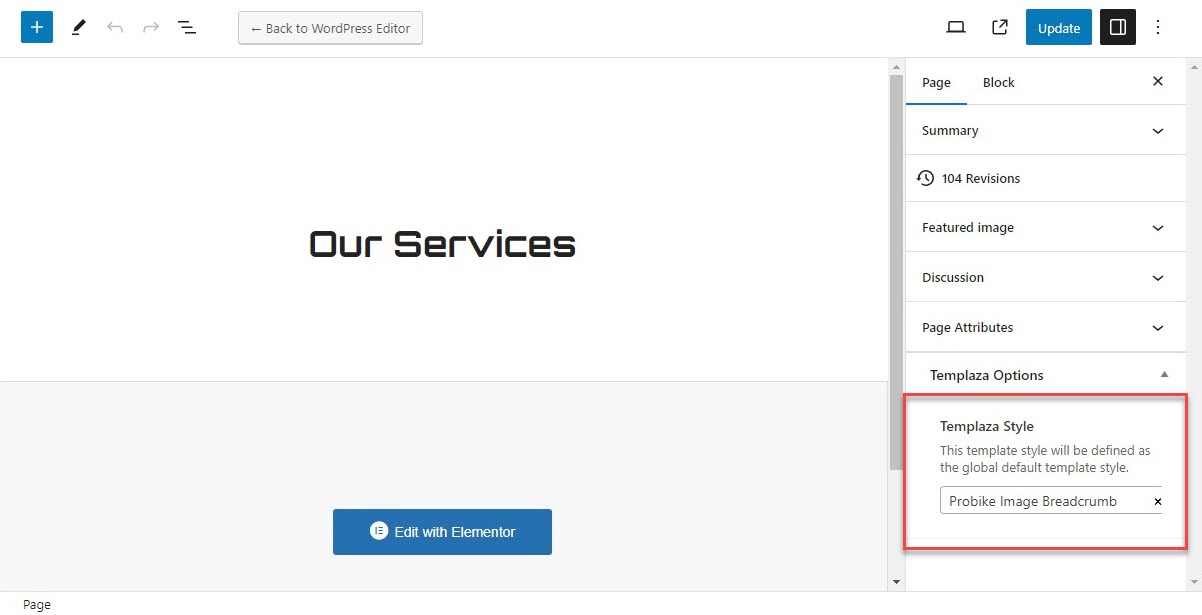 ← Back to WordPress Editor
Update
Page
Block
Summary
104 Revisions
Featured image
Discussion
Page Attributes
Templaza Options
Templaza Style
This template style will be defined as
the global default template style.
Probike Image Breadcrumb
Our Services
Edit with Elementor
Page